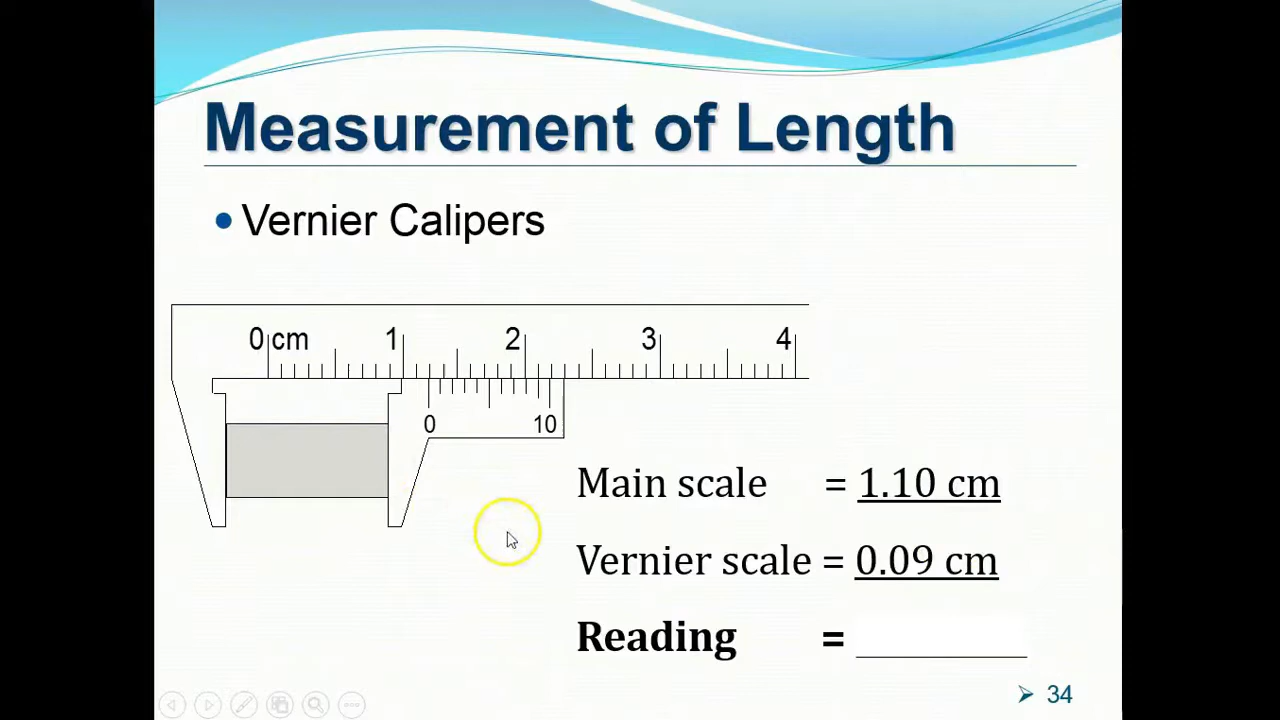 Measurement of Length
• Vernier Calipers
0 cm 1 2 3 4
0 10
Main scale = 1.10 cm
Vernier scale = 0.09 cm
Reading = ________
➢ 34